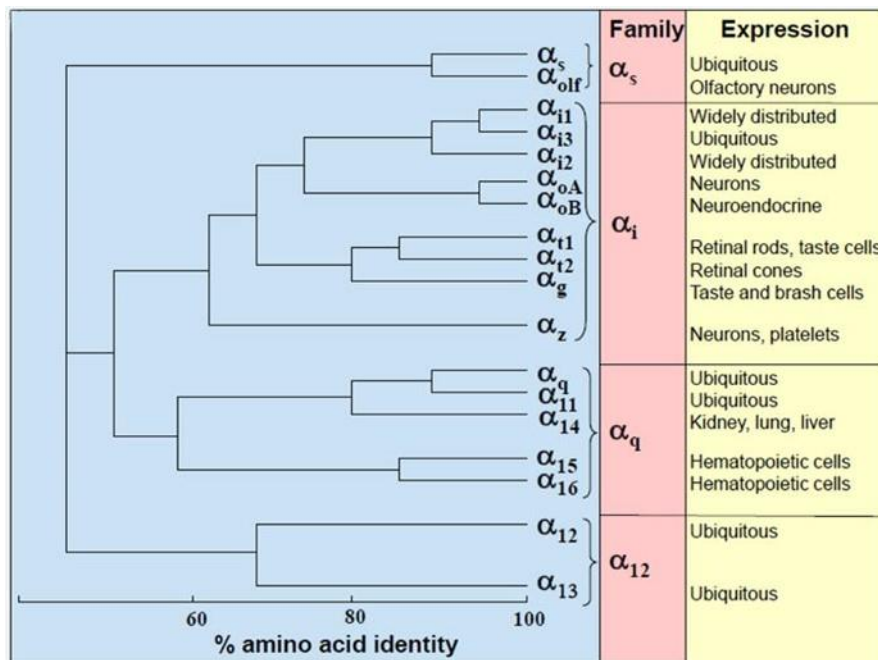 Family Expression
αs Ubiquitous
αolf Olfactory neurons
αs
αi1 Widely distributed
αi3 Ubiquitous
αi2 Widely distributed
αoA Neurons
αoB Neuroendocrine
αi
αt1 Retinal rods, taste cells
αt2 Retinal cones
αg Taste and brash cells
αz Neurons, platelets
αq Ubiquitous
α11 Ubiquitous
α14 Kidney, lung, liver
αq
α15 Hematopoietic cells
α16 Hematopoietic cells
α12 Ubiquitous
α12
α13 Ubiquitous
60 80 100
% amino acid identity